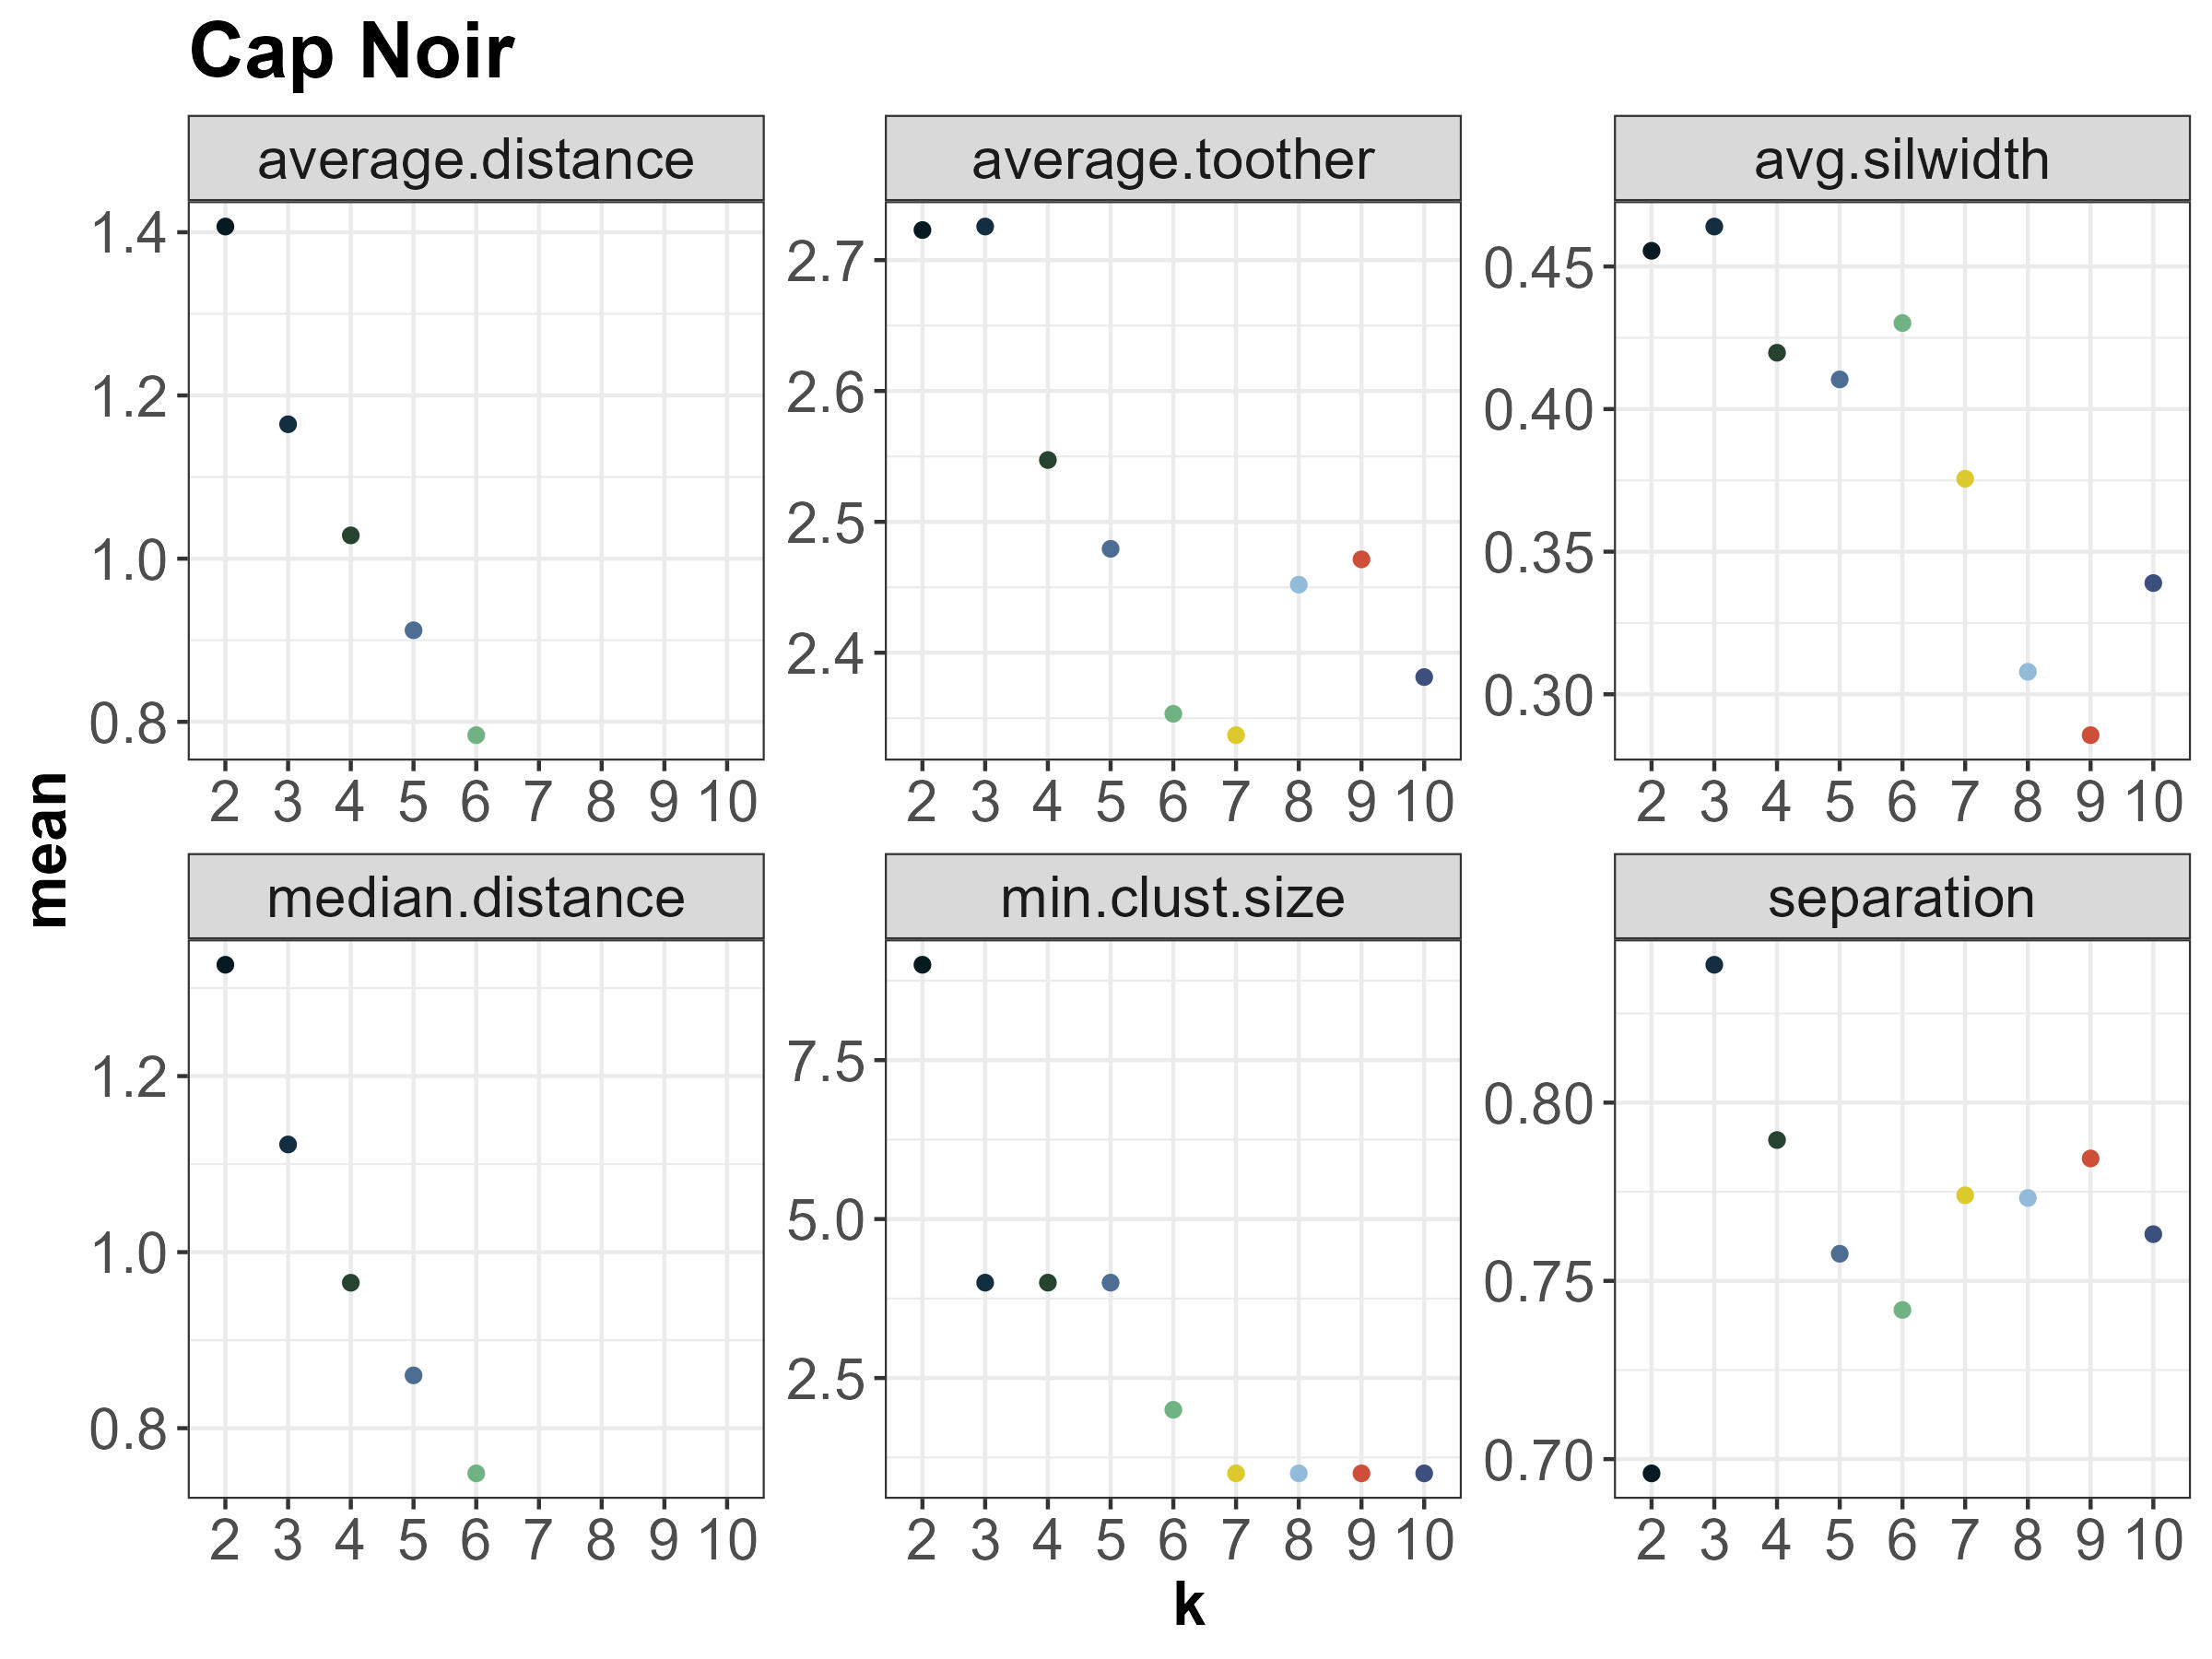 Cap Noir
average.distance
average.toother
avg.silwidth
1.4
1.2
1.0
0.8
2.7
2.6
2.5
2.4
0.45
0.40
0.35
0.30
2 3 4 5 6 7 8 9 10
2 3 4 5 6 7 8 9 10
2 3 4 5 6 7 8 9 10
mean
median.distance
min.clust.size
separation
1.2
1.0
0.8
7.5
5.0
2.5
0.80
0.75
0.70
2 3 4 5 6 7 8 9 10
2 3 4 5 6 7 8 9 10
2 3 4 5 6 7 8 9 10
k